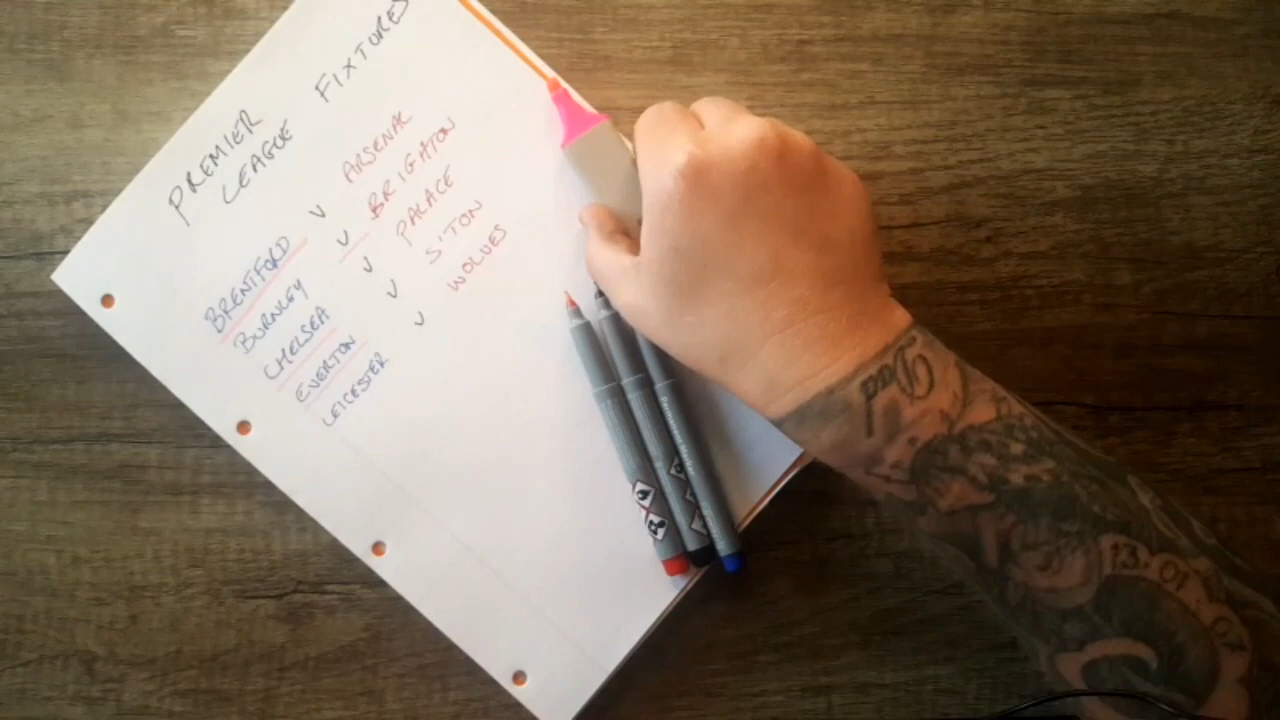 PREMIER FIXTURES
LEAGUE
BRENTFORD V ARSENAL
BURNLEY V BRIGHTON
CHELSEA V PALACE
EVERTON V S'TON
LEICESTER V WOLVES
Dad
13.01.07